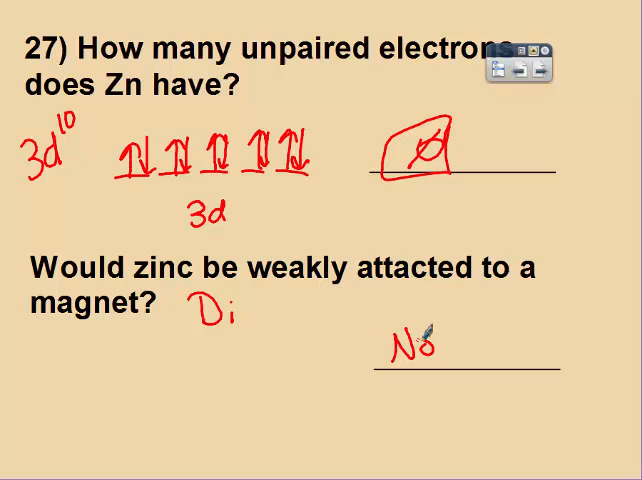 27) How many unpaired electrons
does Zn have?
3d¹⁰
3d
Ø
Would zinc be weakly attacted to a
magnet? Di
No